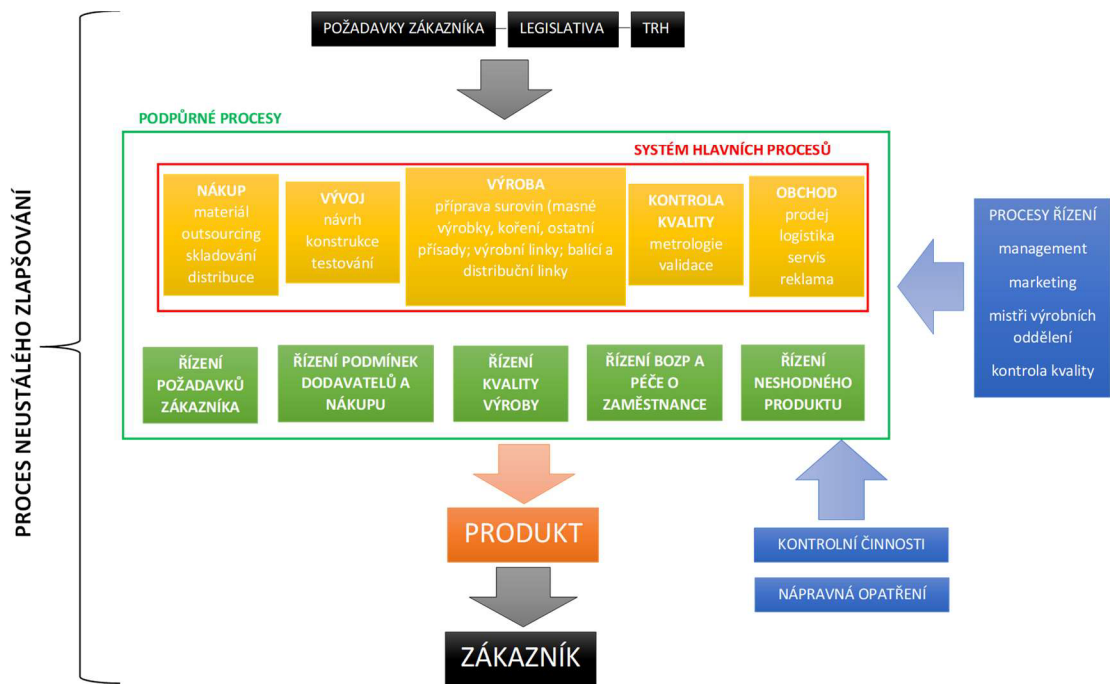 POŽADAVKY ZÁKAZNÍKA
LEGISLATIVA
TRH
PODPŮRNÉ PROCESY
SYSTÉM HLAVNÍCH PROCESŮ
NÁKUP
materiál
outsourcing
skladování
distribuce
VÝVOJ
návrh
konstrukce
testování
VÝROBA
příprava surovin (masné
výrobky, koření, ostatní
přísady; výrobní linky; balící a
distribuční linky
KONTROLA
KVALITY
metrologie
validace
OBCHOD
prodej
logistika
servis
reklama
PROCESY ŘÍZENÍ
management
marketing
mistři výrobních
oddělení
kontrola kvality
ŘÍZENÍ
POŽADAVKŮ
ZÁKAZNÍKA
ŘÍZENÍ PODMÍNEK
DODAVATELŮ A
NÁKUPU
ŘÍZENÍ
KVALITY
VÝROBY
ŘÍZENÍ BOZP A
PÉČE O
ZAMĚSTNANCE
ŘÍZENÍ
NESHODNÉHO
PRODUKTU
PROCES NEUSTÁLÉHO ZLAPŠOVÁNÍ
PRODUKT
KONTROLNÍ ČINNOSTI
NÁPRAVNÁ OPATŘENÍ
ZÁKAZNÍK